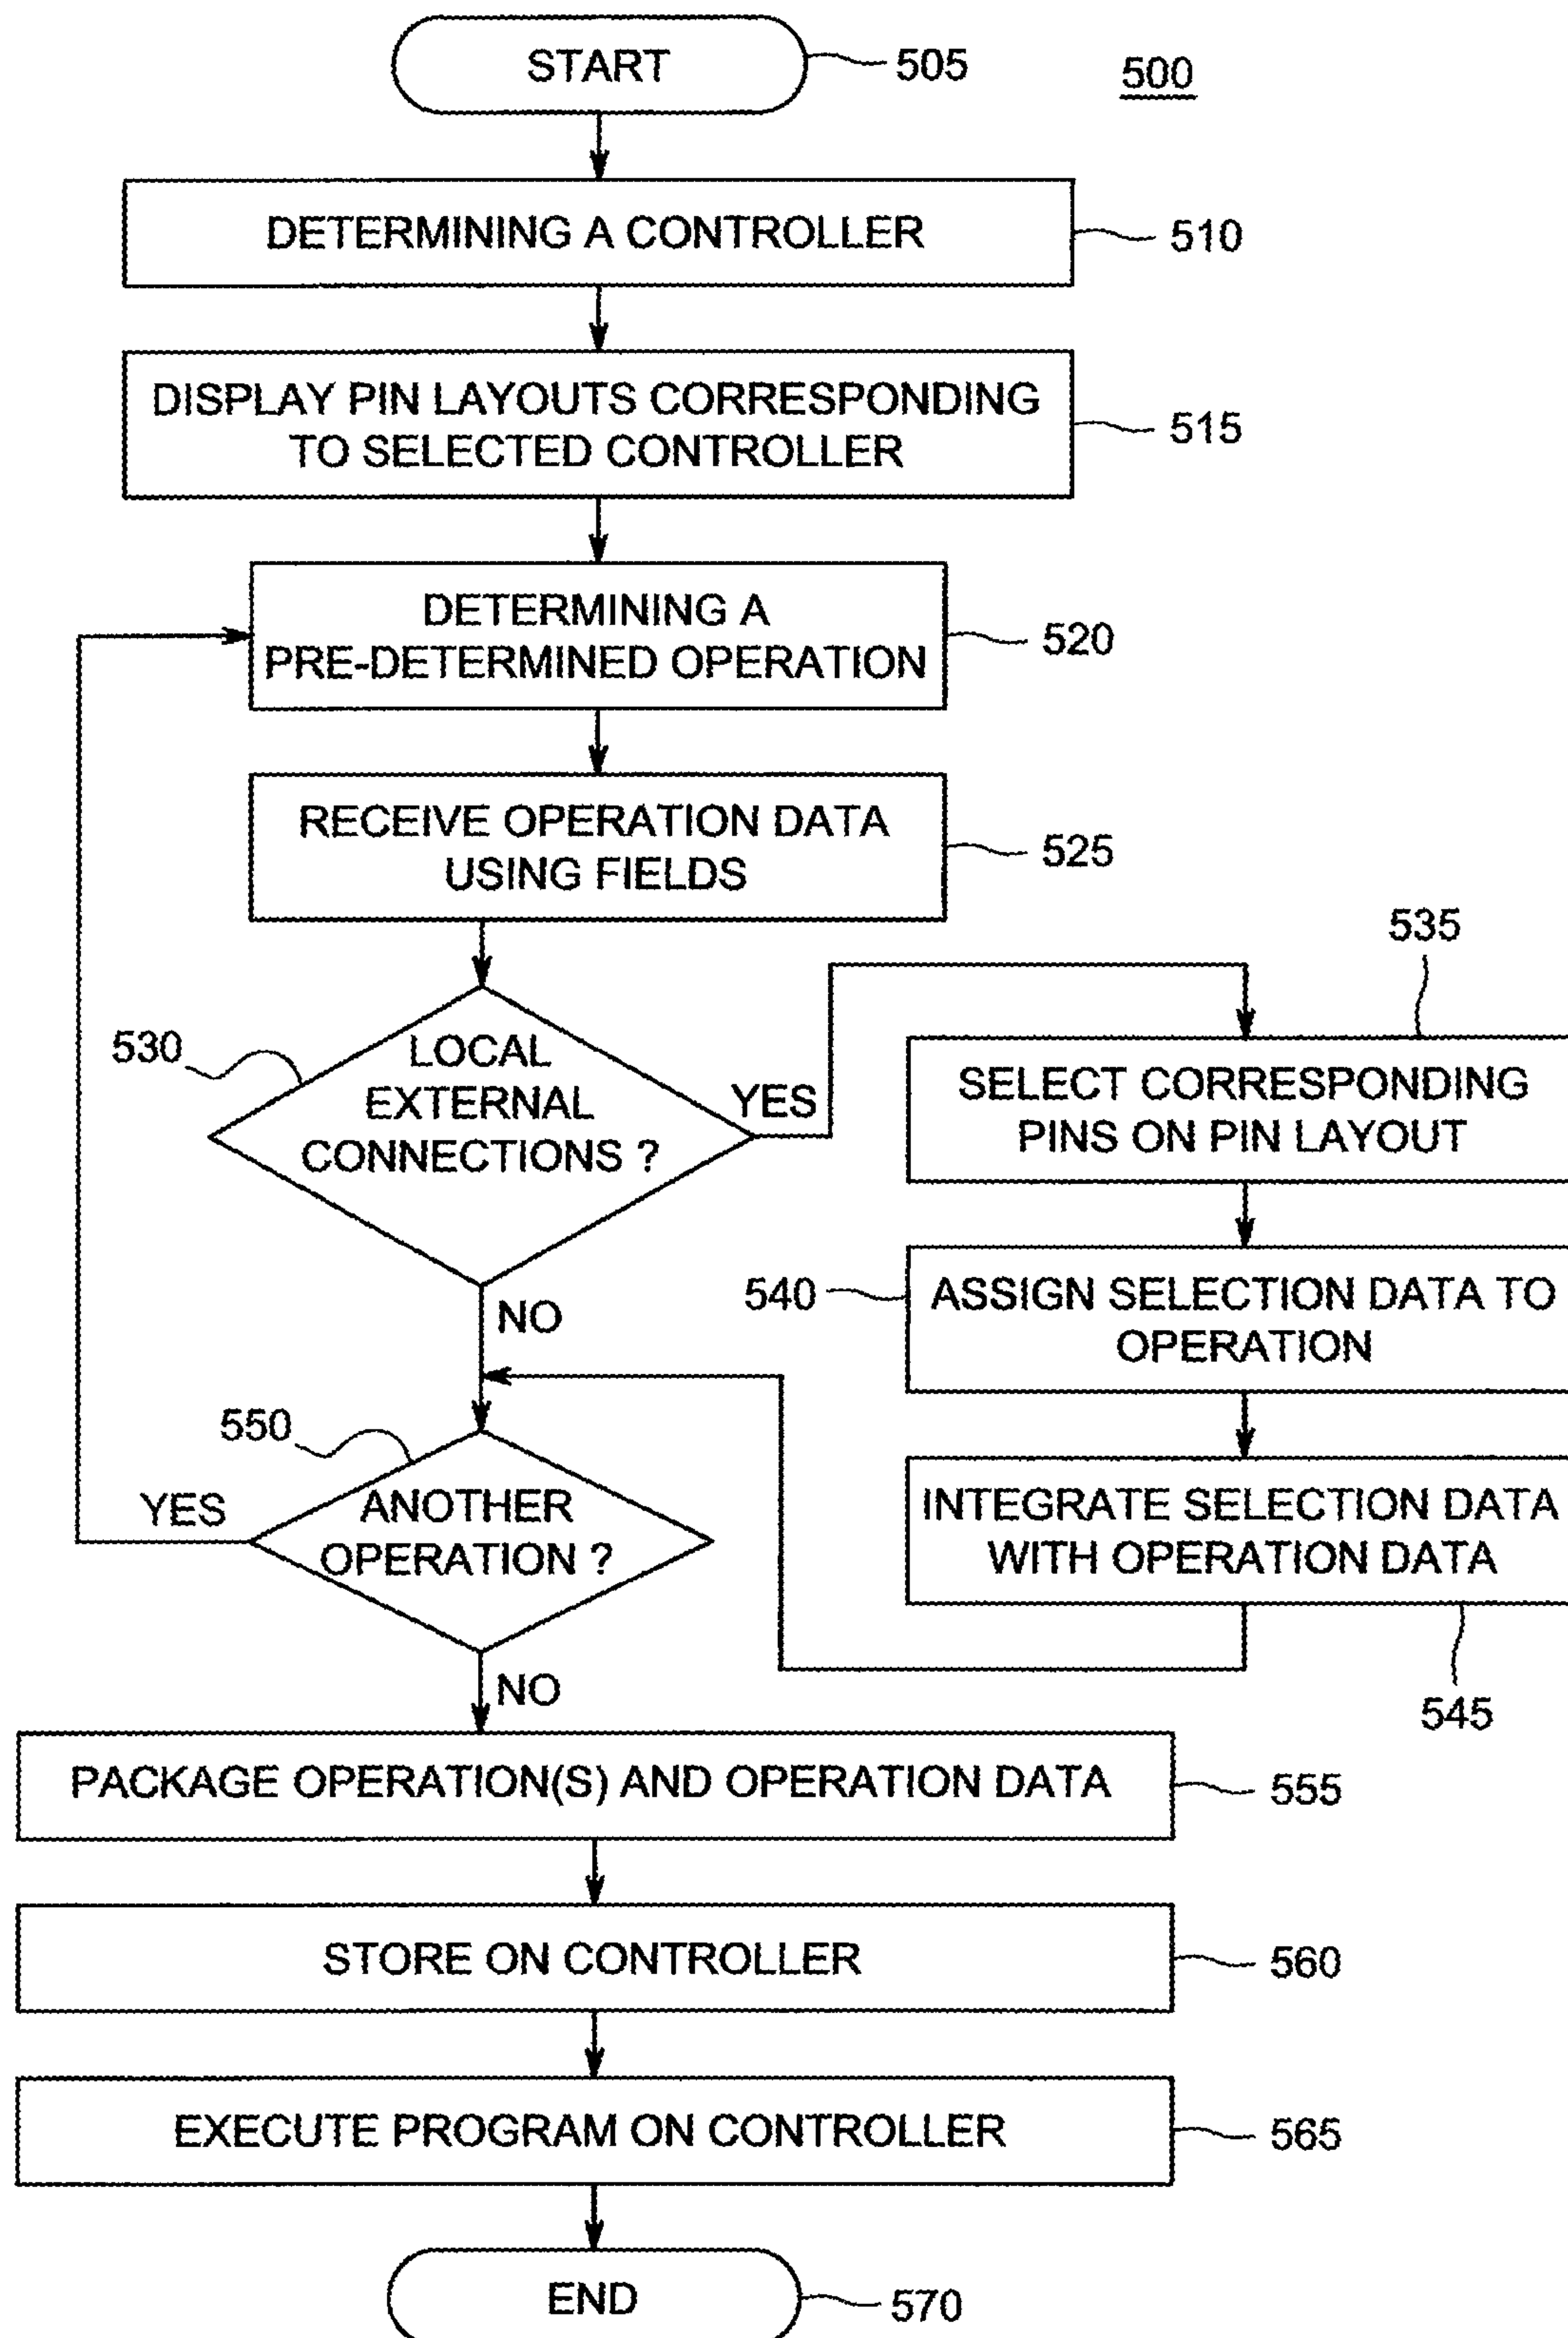 START
505
500
DETERMINING A CONTROLLER
510
DISPLAY PIN LAYOUTS CORRESPONDING
TO SELECTED CONTROLLER
515
DETERMINING A
PRE-DETERMINED OPERATION
520
RECEIVE OPERATION DATA
USING FIELDS
525
530
LOCAL
EXTERNAL
CONNECTIONS ?
YES
NO
535
SELECT CORRESPONDING
PINS ON PIN LAYOUT
540
ASSIGN SELECTION DATA TO
OPERATION
INTEGRATE SELECTION DATA
WITH OPERATION DATA
545
550
ANOTHER
OPERATION ?
YES
NO
PACKAGE OPERATION(S) AND OPERATION DATA
555
STORE ON CONTROLLER
560
EXECUTE PROGRAM ON CONTROLLER
565
END
570